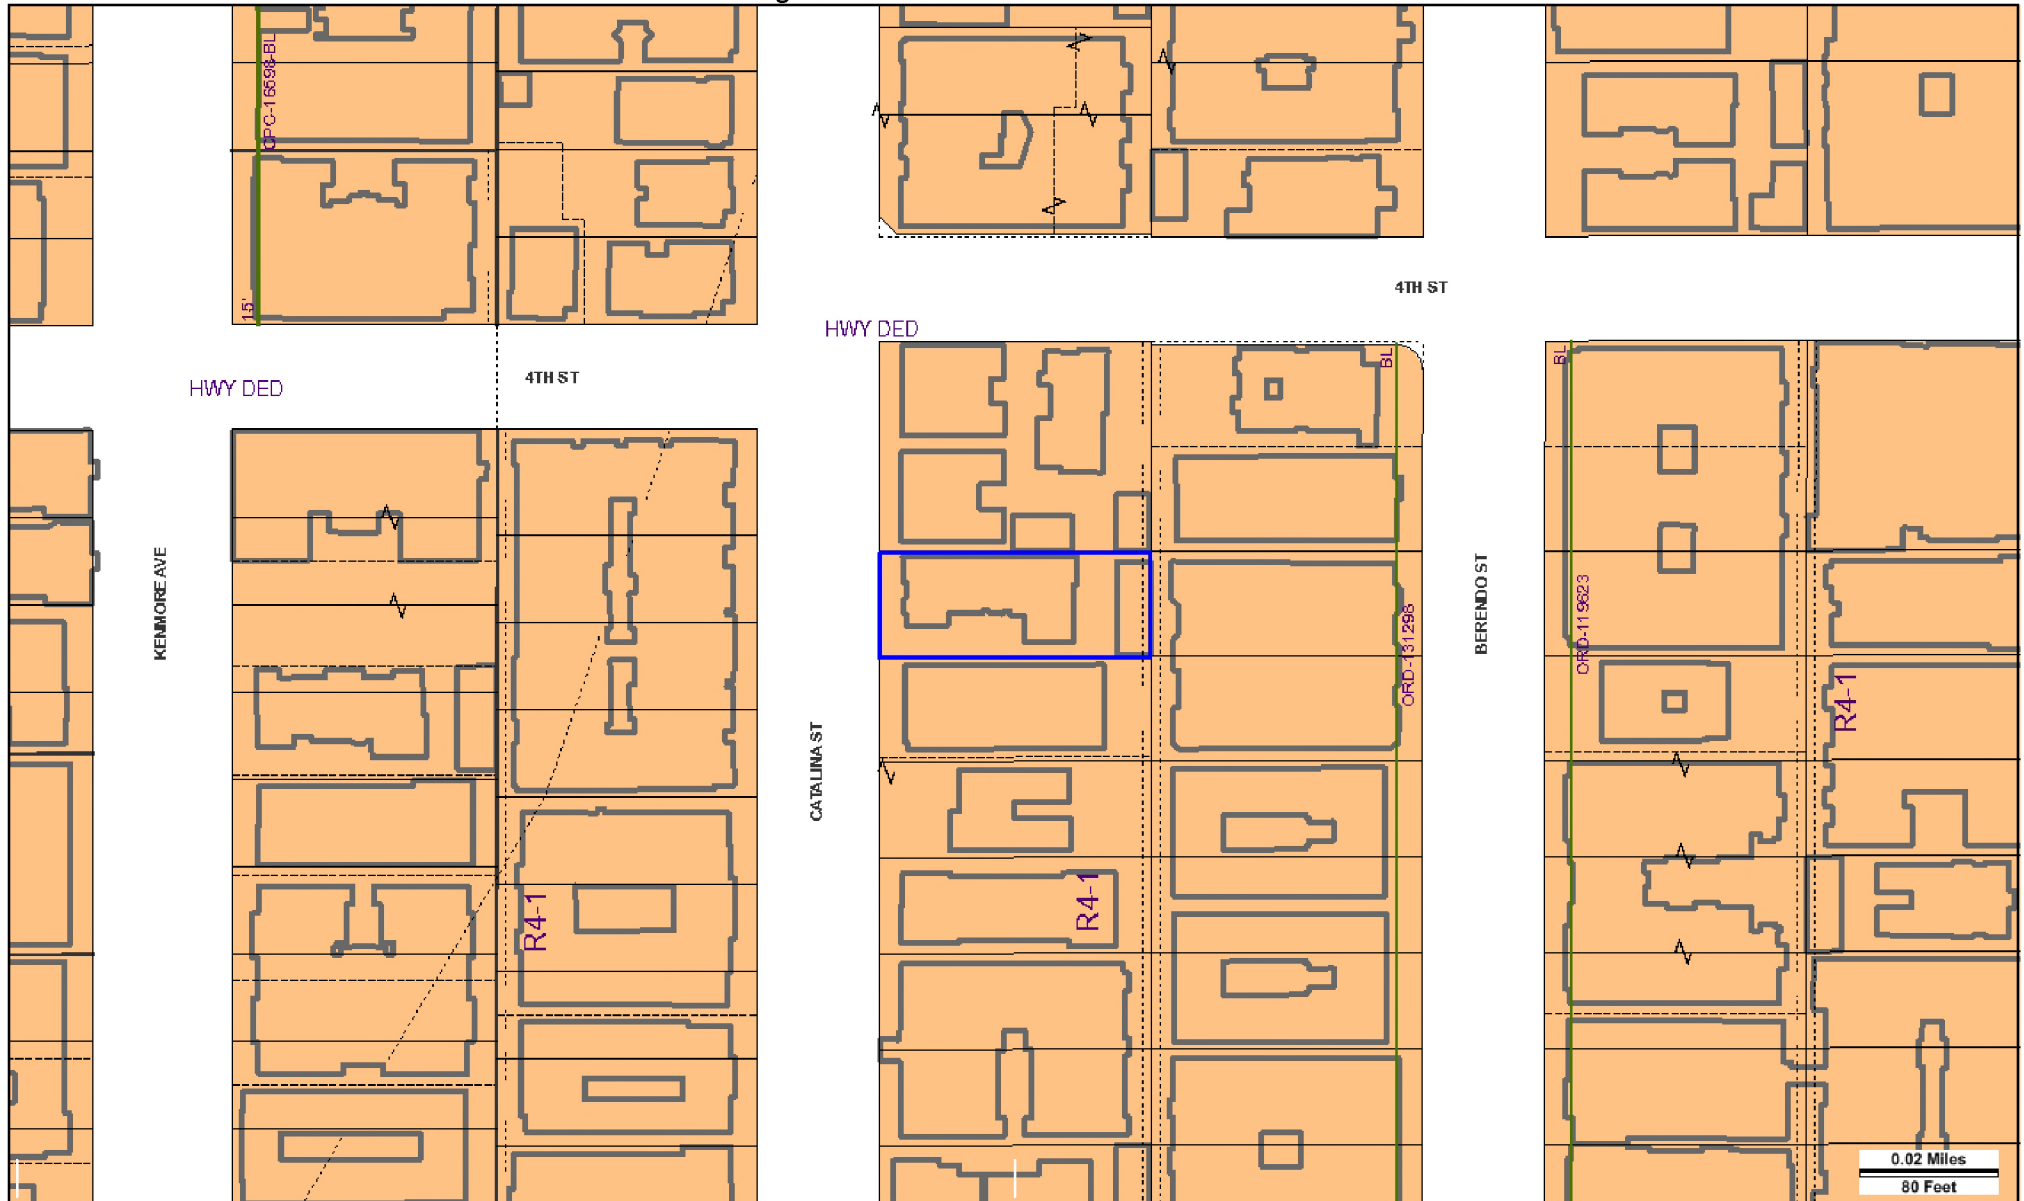 CPC-16598-BL
15'
4TH ST
HWY DED
BL
BL
4TH ST
HWY DED
KENMORE AVE
BERENDO ST
ORD-119623
ORD-131298
R4-1
CATALINA ST
R4-1
R4-1
0.02 Miles
80 Feet